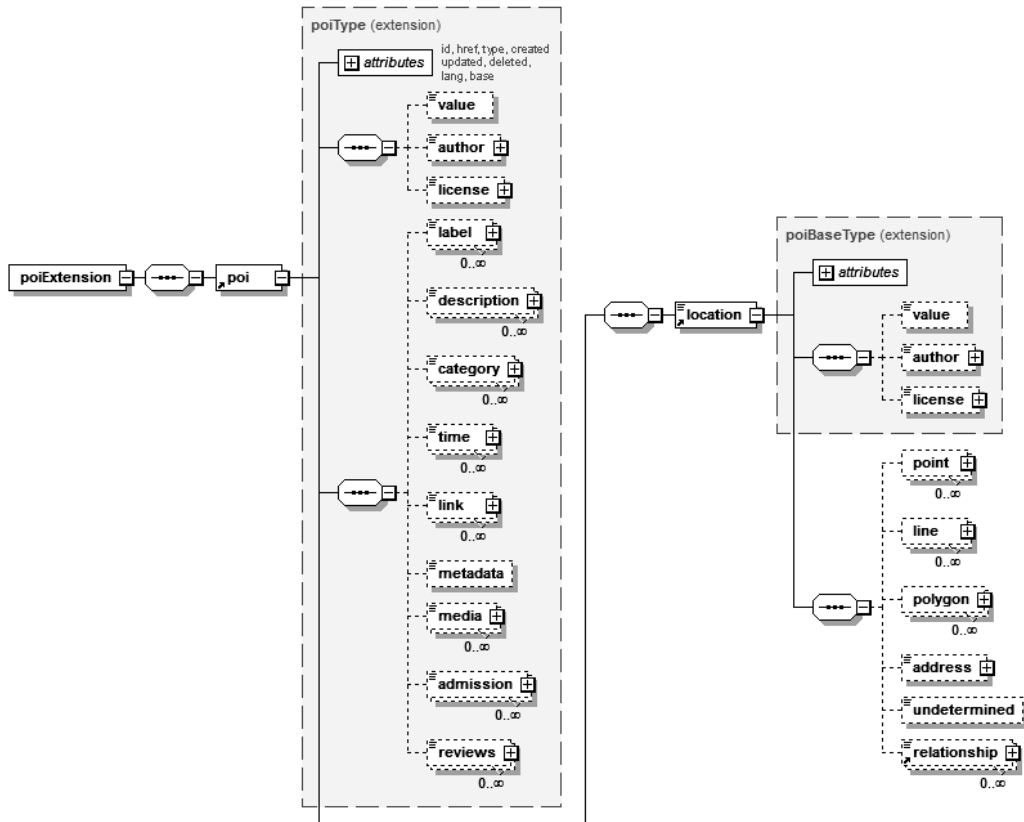 poiType (extension)
attributes
id, href, type, created
updated, deleted,
lang, base
value
author
license
label
0..∞
description
0..∞
category
0..∞
time
0..∞
link
0..∞
metadata
media
0..∞
admission
0..∞
reviews
0..∞
poiExtension
poi
location
poiBaseType (extension)
attributes
value
author
license
point
0..∞
line
0..∞
polygon
0..∞
address
undetermined
relationship
0..∞